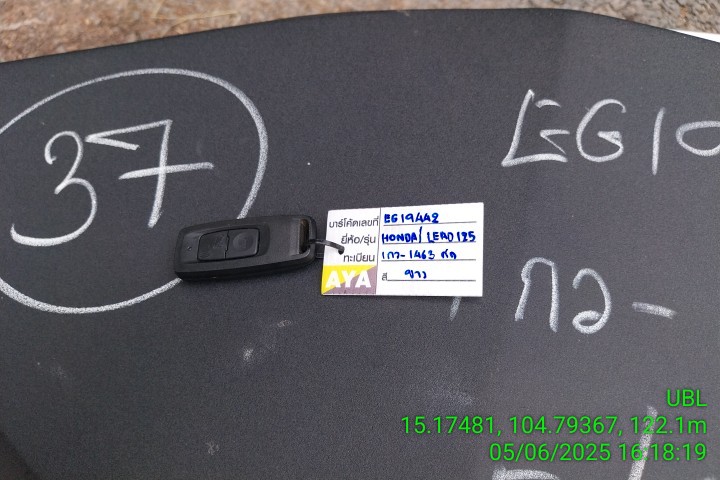 37
EG10
บาร์โค้ดเลขที่ EG19442
ยี่ห้อ/รุ่น HONDA/ LEAD 125
ทะเบียน 1กว-1463 ศก
AYA สี ขาว
กว-
UBL
15.17481, 104.79367, 122.1m
05/06/2025 16:18:19